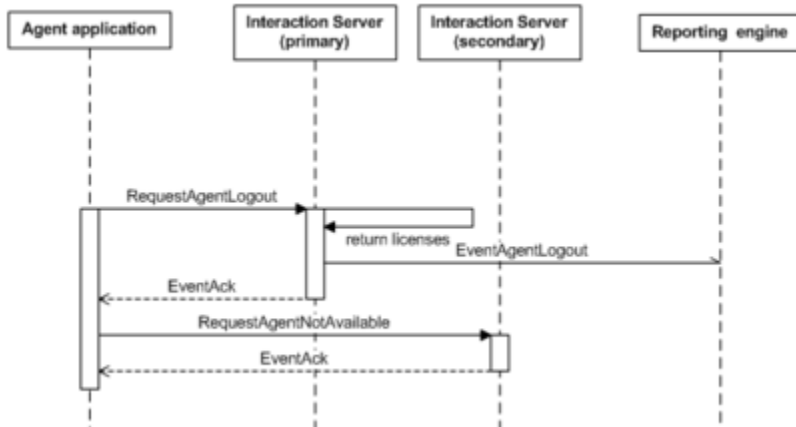 Agent application
Interaction Server
(primary)
Interaction Server
(secondary)
Reporting engine
RequestAgentLogout
return licenses
EventAgentLogout
EventAck
RequestAgentNotAvailable
EventAck